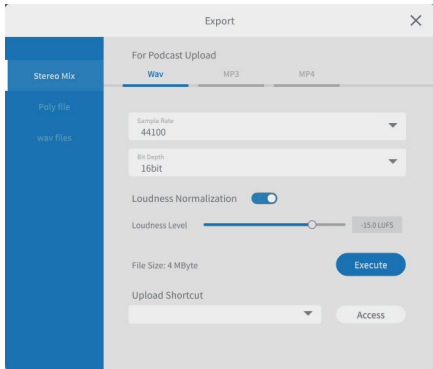 Export
For Podcast Upload
Stereo Mix
Wav MP3 MP4
Poly file
wav files
Sample Rate
44100
Bit Depth
16bit
Loudness Normalization
Loudness Level -15.0 LUFS
File Size: 4 MByte Execute
Upload Shortcut
Access